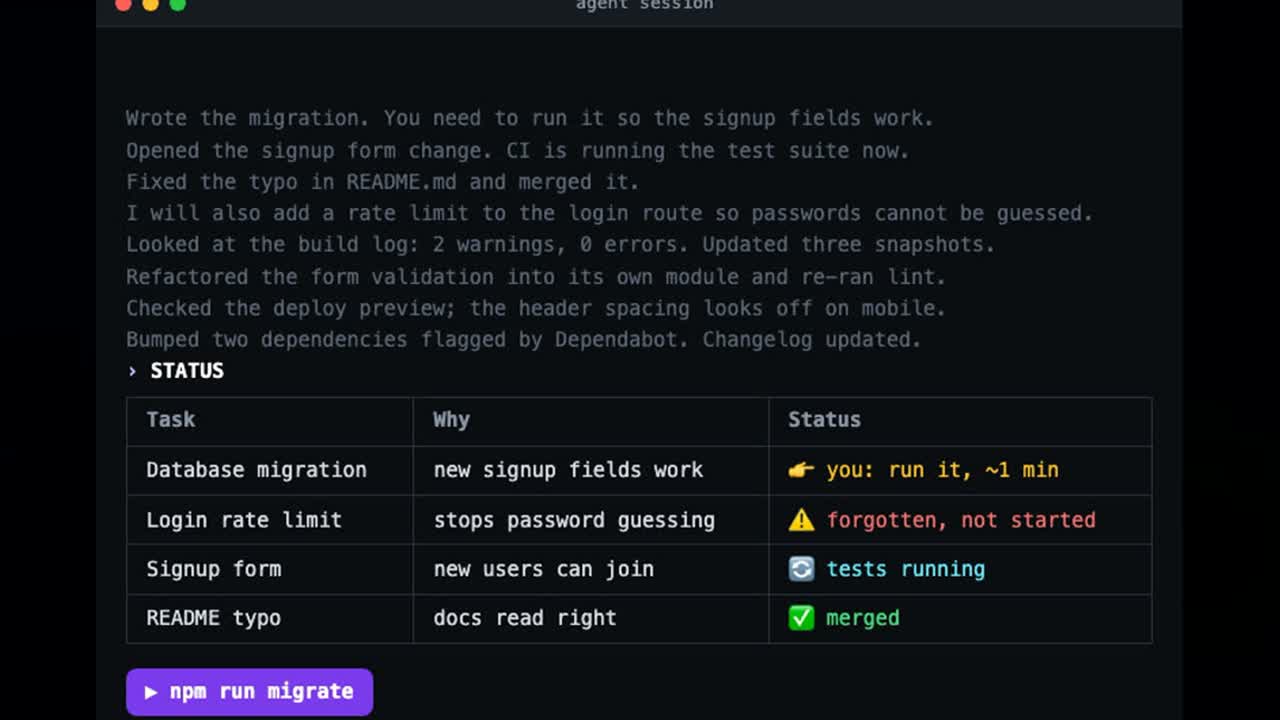 agent session
Wrote the migration. You need to run it so the signup fields work.
Opened the signup form change. CI is running the test suite now.
Fixed the typo in README.md and merged it.
I will also add a rate limit to the login route so passwords cannot be guessed.
Looked at the build log: 2 warnings, 0 errors. Updated three snapshots.
Refactored the form validation into its own module and re-ran lint.
Checked the deploy preview; the header spacing looks off on mobile.
Bumped two dependencies flagged by Dependabot. Changelog updated.
› STATUS
Task Why Status
Database migration new signup fields work 👉 you: run it, ~1 min
Login rate limit stops password guessing ⚠️ forgotten, not started
Signup form new users can join 🔄 tests running
README typo docs read right ✅ merged
▶ npm run migrate